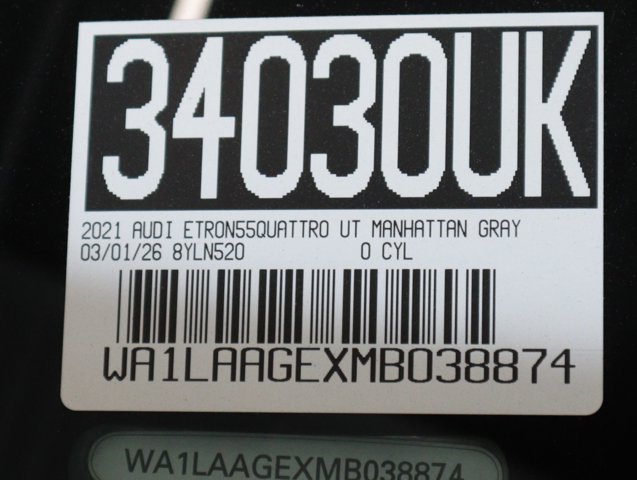 34030UK
2021 AUDI ETRON55QUATTRO UT MANHATTAN GRAY
03/01/26 8YLN520 0 CYL
WA1LAAGEXMB038874
WA1LAAGEXMB038874